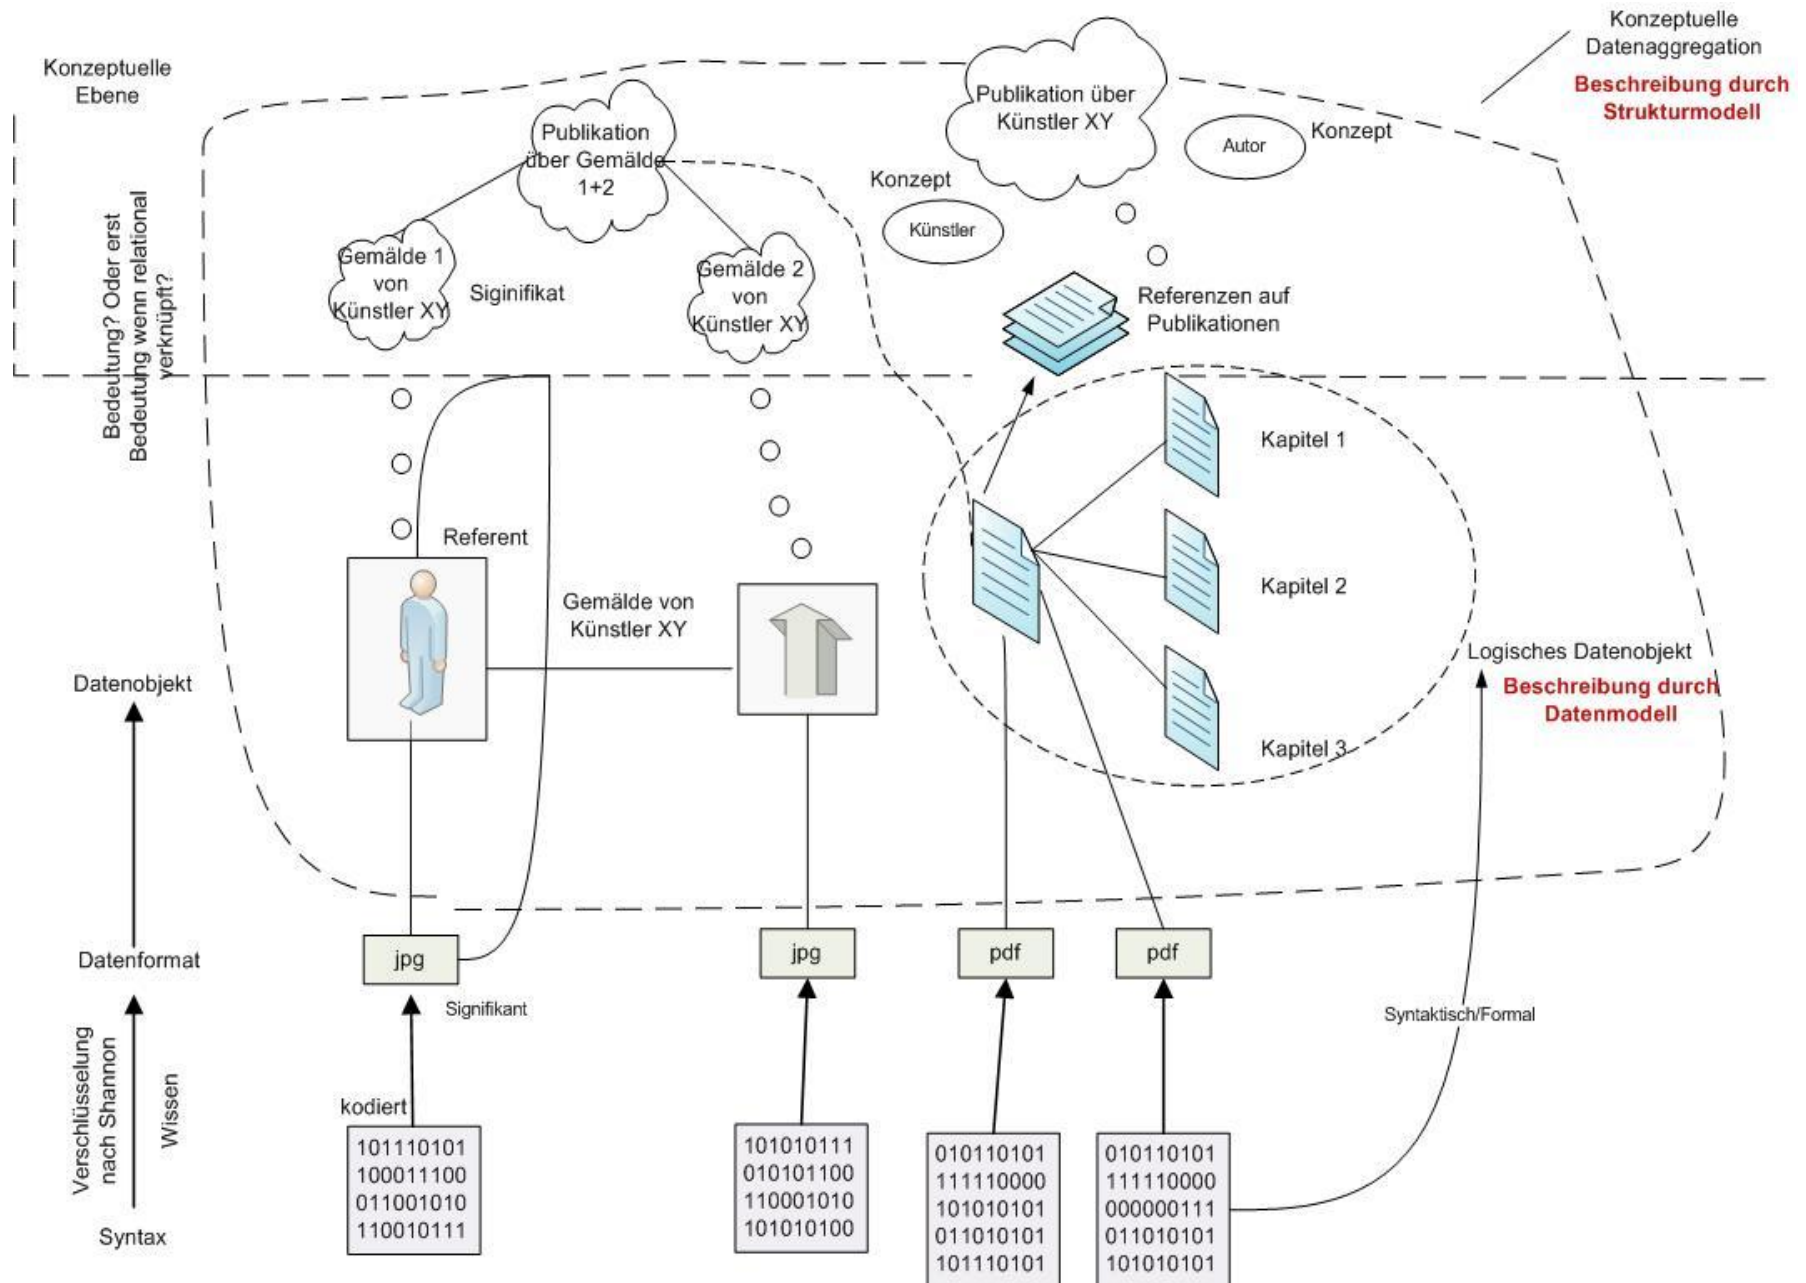 Konzeptuelle
Ebene
Konzeptuelle
Datenaggregation
Beschreibung durch
Strukturmodell
Publikation über
Künstler XY
Publikation
über Gemälde
1+2
Autor
Konzept
Konzept
Künstler
Gemälde 1
von
Künstler XY
Siginifikat
Gemälde 2
von
Künstler XY
Referenzen auf
Publikationen
Bedeutung? Oder erst
Bedeutung wenn relational
verknüpft?
Kapitel 1
Referent
Kapitel 2
Gemälde von
Künstler XY
Logisches Datenobjekt
Beschreibung durch
Datenmodell
Datenobjekt
Kapitel 3
Datenformat
jpg
jpg
pdf
pdf
Signifikant
Syntaktisch/Formal
Verschlüsselung
nach Shannon
Wissen
kodiert
101110101
100011100
011001010
110010111
101010111
010101100
110001010
101010100
010110101
111110000
101010101
011010101
101110101
010110101
111110000
000000111
011010101
101010101
Syntax